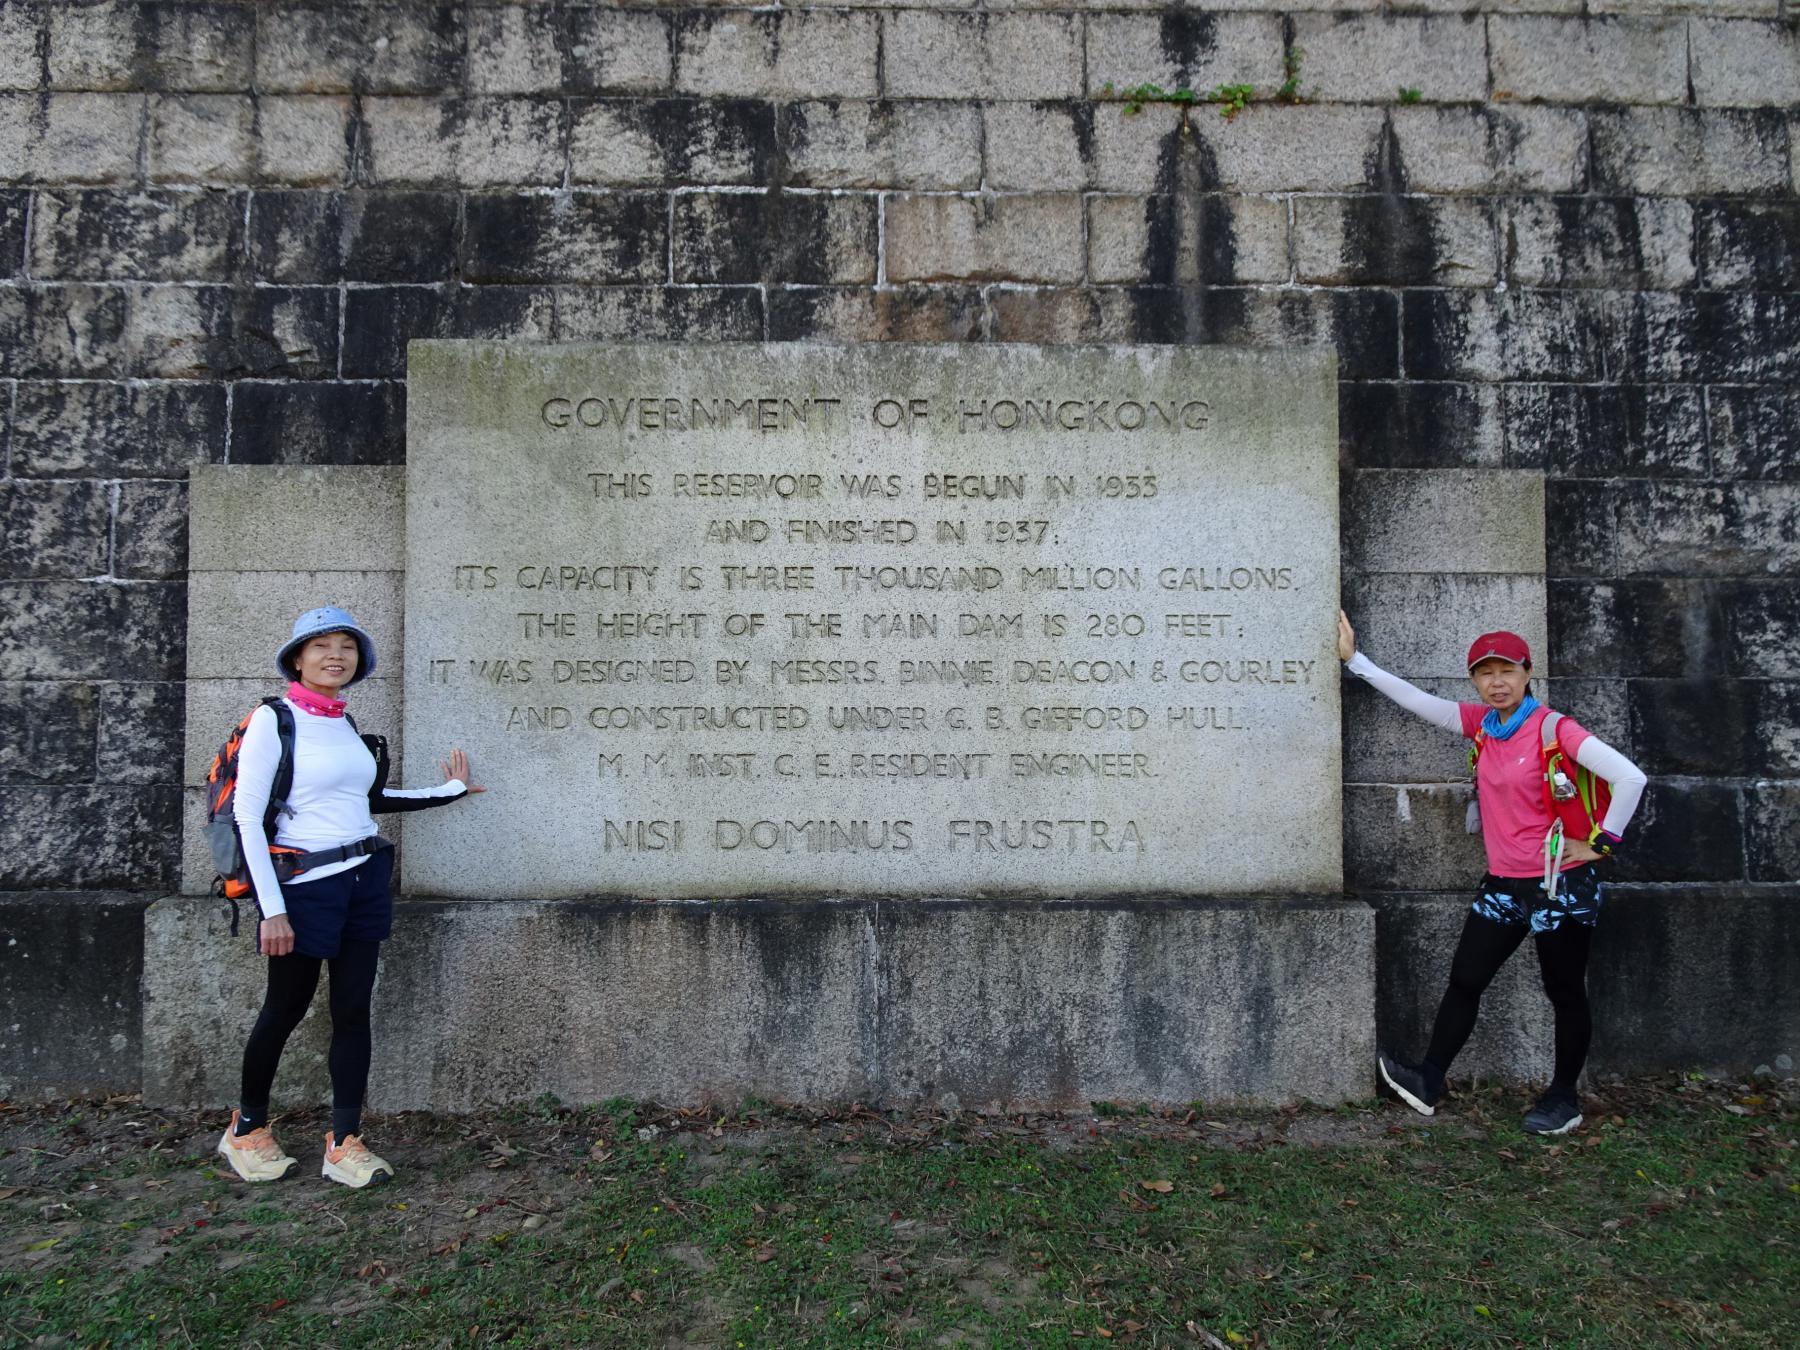 GOVERNMENT OF HONGKONG
THIS RESERVOIR WAS BEGUN IN 1933
AND FINISHED IN 1937;
ITS CAPACITY IS THREE THOUSAND MILLION GALLONS.
THE HEIGHT OF THE MAIN DAM IS 280 FEET;
IT WAS DESIGNED BY MESSRS. BINNIE, DEACON & GOURLEY
AND CONSTRUCTED UNDER G. B. GIFFORD HULL.
M. M. INST. C. E. RESIDENT ENGINEER.
NISI DOMINUS FRUSTRA